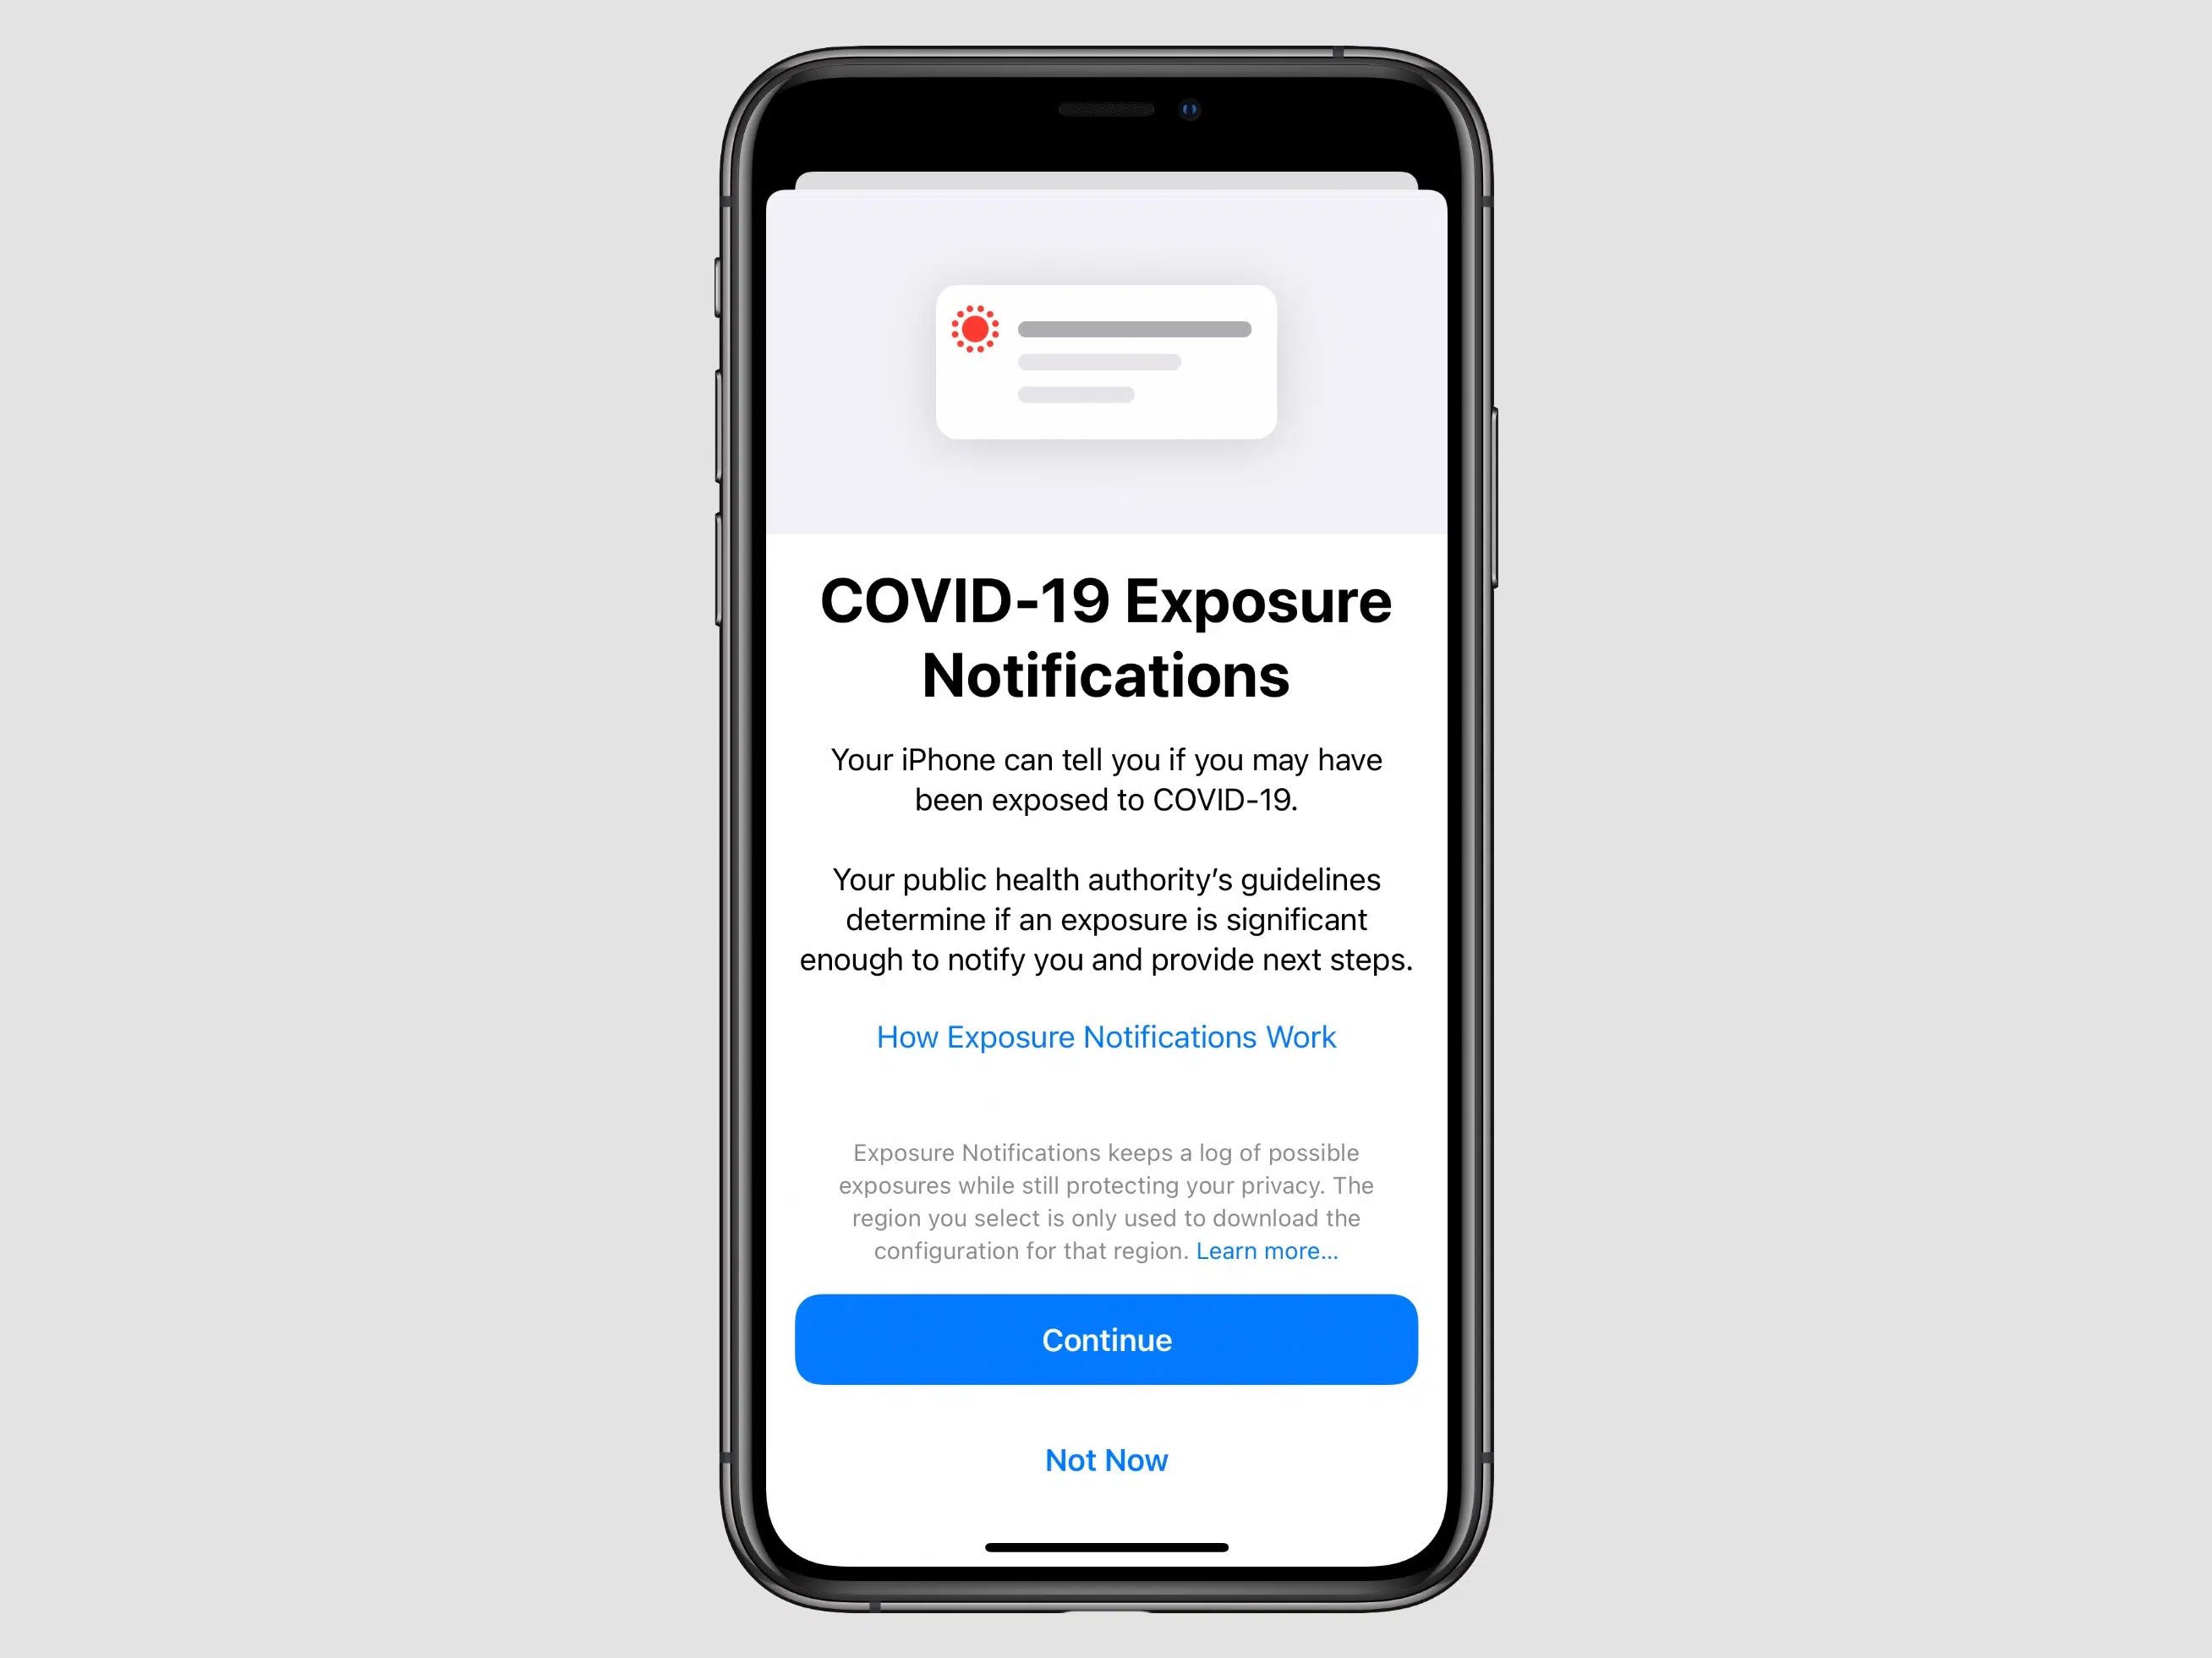 COVID-19 Exposure
Notifications
Your iPhone can tell you if you may have
been exposed to COVID-19.
Your public health authority’s guidelines
determine if an exposure is significant
enough to notify you and provide next steps.
How Exposure Notifications Work
Exposure Notifications keeps a log of possible
exposures while still protecting your privacy. The
region you select is only used to download the
configuration for that region. Learn more...
Continue
Not Now